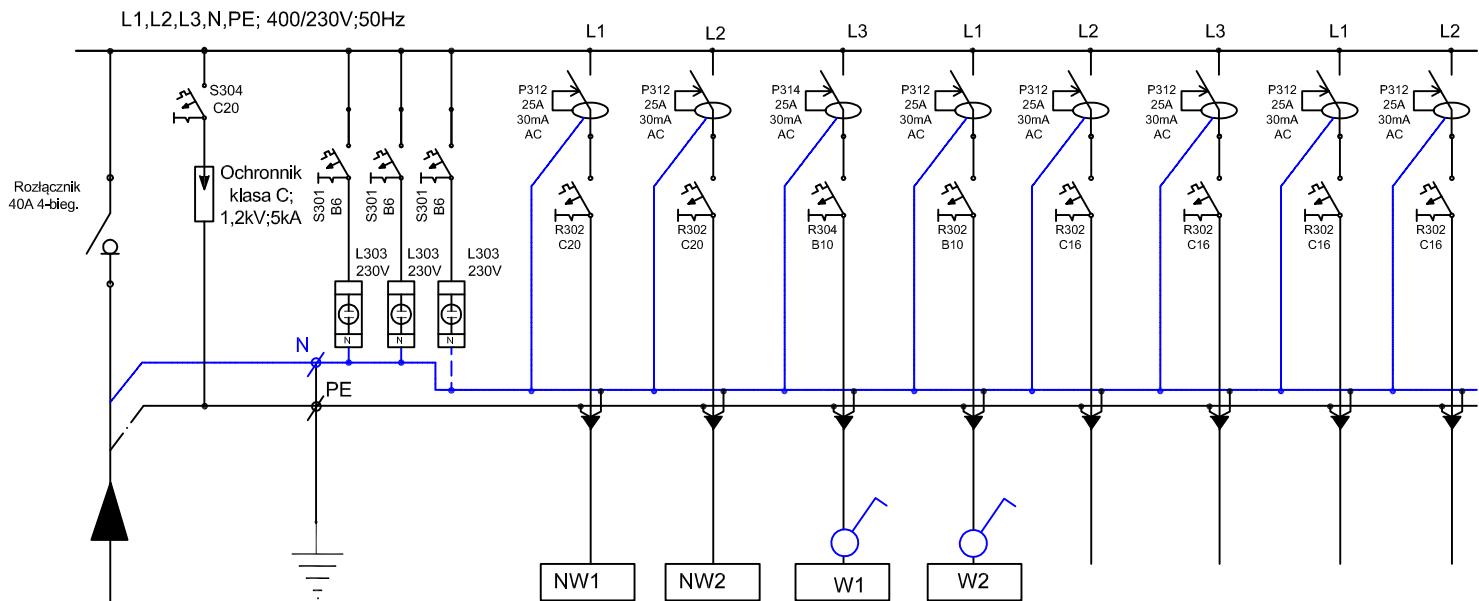 L1,L2,L3,N,PE; 400/230V;50Hz
L1
L2
L3
L1
L2
L3
L1
L2
S304
C20
Ochronnik
klasa C;
1,2kV;5kA
Rozłącznik
40A 4-bieg.
S301
B6
S301
B6
S301
B6
L303
230V
L303
230V
L303
230V
N
N
N
N
PE
P312
25A
30mA
AC
P312
25A
30mA
AC
P314
25A
30mA
AC
P312
25A
30mA
AC
P312
25A
30mA
AC
P312
25A
30mA
AC
P312
25A
30mA
AC
P312
25A
30mA
AC
R302
C20
R302
C20
R304
B10
R302
B10
R302
C16
R302
C16
R302
C16
R302
C16
NW1
NW2
W1
W2